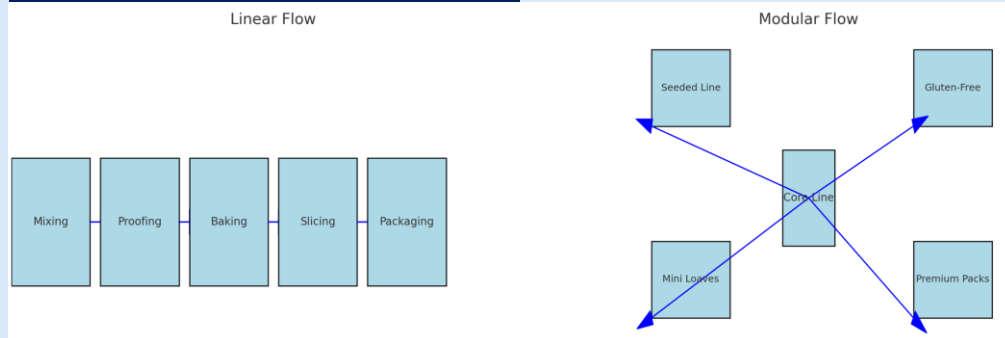 Linear Flow
Mixing
Proofing
Baking
Slicing
Packaging
Modular Flow
Seeded Line
Gluten-Free
Core Line
Mini Loaves
Premium Packs